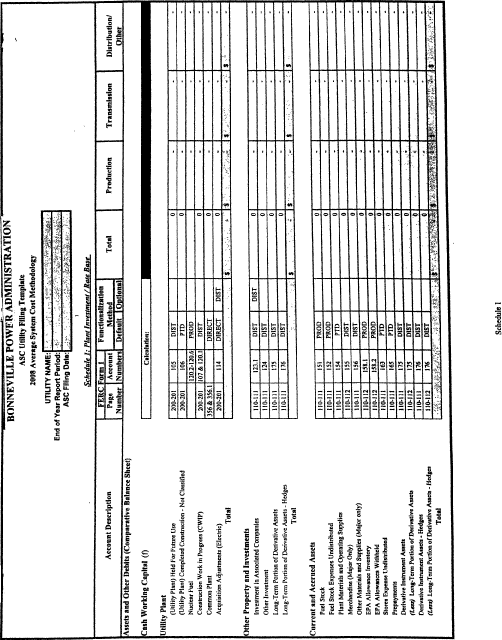 BONNEVILLE POWER ADMINISTRATION
ASC Utility Filing Template
2008 Average System Cost Methodology
UTILITY NAME:
End of Year Report Period:
ASC Filing Date:
Schedule 1: Plant Investment / Rate Base
Account Description FERC Form 1 Page Number Account Numbers Functionalization Method Default Optional Total Production Transmission Distribution/ Other
Assets and Other Debits (Comparative Balance Sheet)
Cash Working Capital (f) Calculation:
Utility Plant
(Utility Plant) Held For Future Use 200-201 105 DIST 0 - - -
(Utility Plant) Completed Construction - Not Classified 200-201 106 PTD 0 - - -
Nuclear Fuel 120.2-120.6 PROD 0 - - -
Construction Work in Progress (CWIP) 200-201 107 & 120.1 DIST 0 - - -
Common Plant 356 & 356.1 DIRECT 0 - - -
Acquisition Adjustments (Electric) 200-201 114 DIRECT DIST 0 - - -
Total $ $ $ $
Other Property and Investments
Investment in Associated Companies 110-111 123.1 DIST DIST 0 - - -
Other Investment 110-111 124 DIST 0 - - -
Long-Term Portion of Derivative Assets 110-111 175 DIST 0 - - -
Long-Term Portion of Derivative Assets - Hedges 110-111 176 DIST 0 - - -
Total $ $ $ $
Current and Accrued Assets
Fuel Stock 110-111 151 PROD 0 - - -
Fuel Stock Expenses Undistributed 110-111 152 PROD 0 - - -
Plant Materials and Operating Supplies 110-111 154 PTD 0 - - -
Merchandise (Major Only) 110-111 155 DIST 0 - - -
Other Materials and Supplies (Major only) 110-111 156 DIST 0 - - -
EPA Allowance Inventory 110-111 158.1 PROD 0 - - -
EPA Allowances Withheld 110-111 158.2 PROD 0 - - -
Stores Expense Undistributed 110-111 163 PTD 0 - - -
Prepayments 110-111 165 PTD 0 - - -
Derivative Instrument Assets 110-111 175 DIST 0 - - -
(Less) Long-Term Portion of Derivative Assets 110-112 175 DIST 0 - - -
Derivative Instrument Assets - Hedges 110-111 176 DIST 0 - - -
(Less) Long-Term Portion of Derivative Assets - Hedges 110-112 176 DIST 0 - - -
Total $ $ $ $
Schedule 1